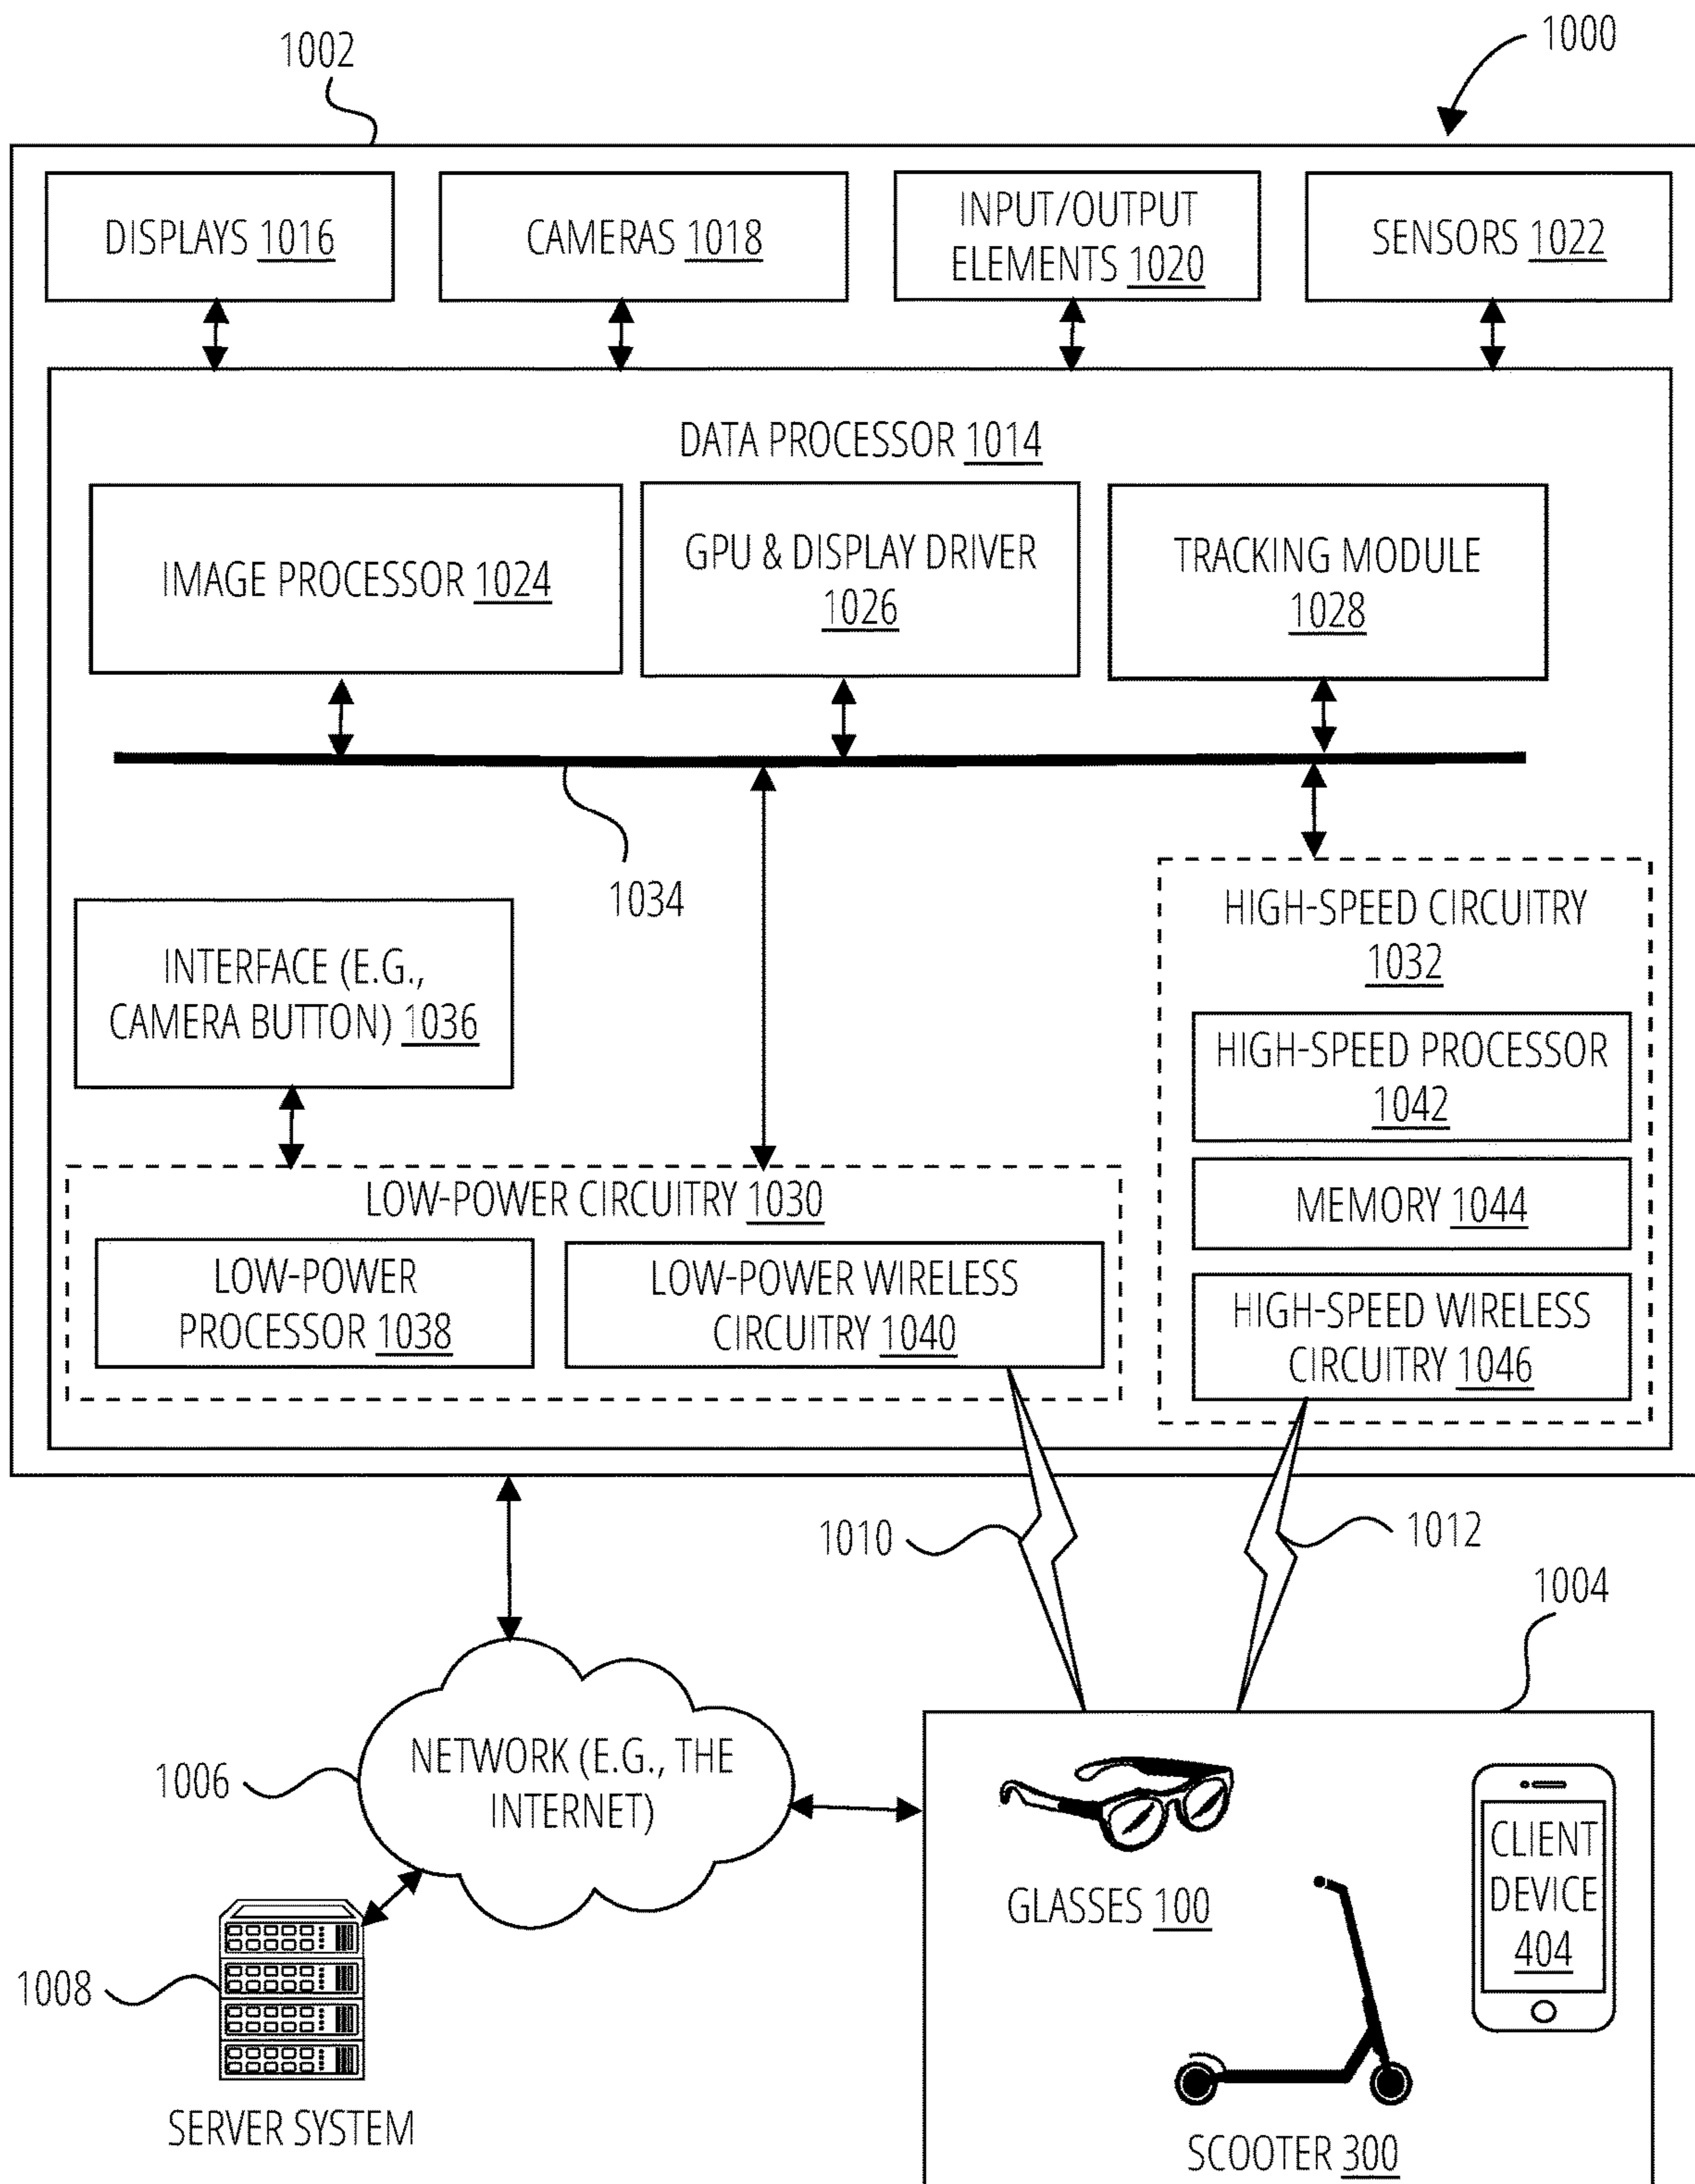 1002
1000
DISPLAYS 1016
CAMERAS 1018
INPUT/OUTPUT
ELEMENTS 1020
SENSORS 1022
DATA PROCESSOR 1014
IMAGE PROCESSOR 1024
GPU & DISPLAY DRIVER
1026
TRACKING MODULE
1028
1034
INTERFACE (E.G.,
CAMERA BUTTON) 1036
HIGH-SPEED CIRCUITRY
1032
HIGH-SPEED PROCESSOR
1042
MEMORY 1044
HIGH-SPEED WIRELESS
CIRCUITRY 1046
LOW-POWER CIRCUITRY 1030
LOW-POWER
PROCESSOR 1038
LOW-POWER WIRELESS
CIRCUITRY 1040
1010
1012
1004
1006
NETWORK (E.G., THE
INTERNET)
GLASSES 100
CLIENT
DEVICE
404
1008
SERVER SYSTEM
SCOOTER 300